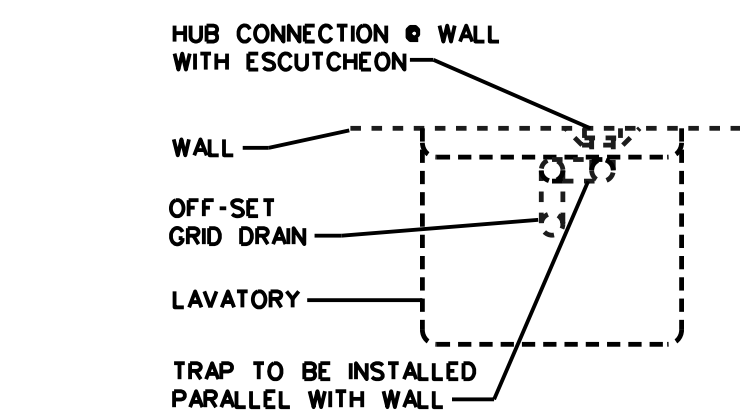 HUB CONNECTION @ WALL
WITH ESCUTCHEON
WALL
OFF-SET
GRID DRAIN
LAVATORY
TRAP TO BE INSTALLED
PARALLEL WITH WALL